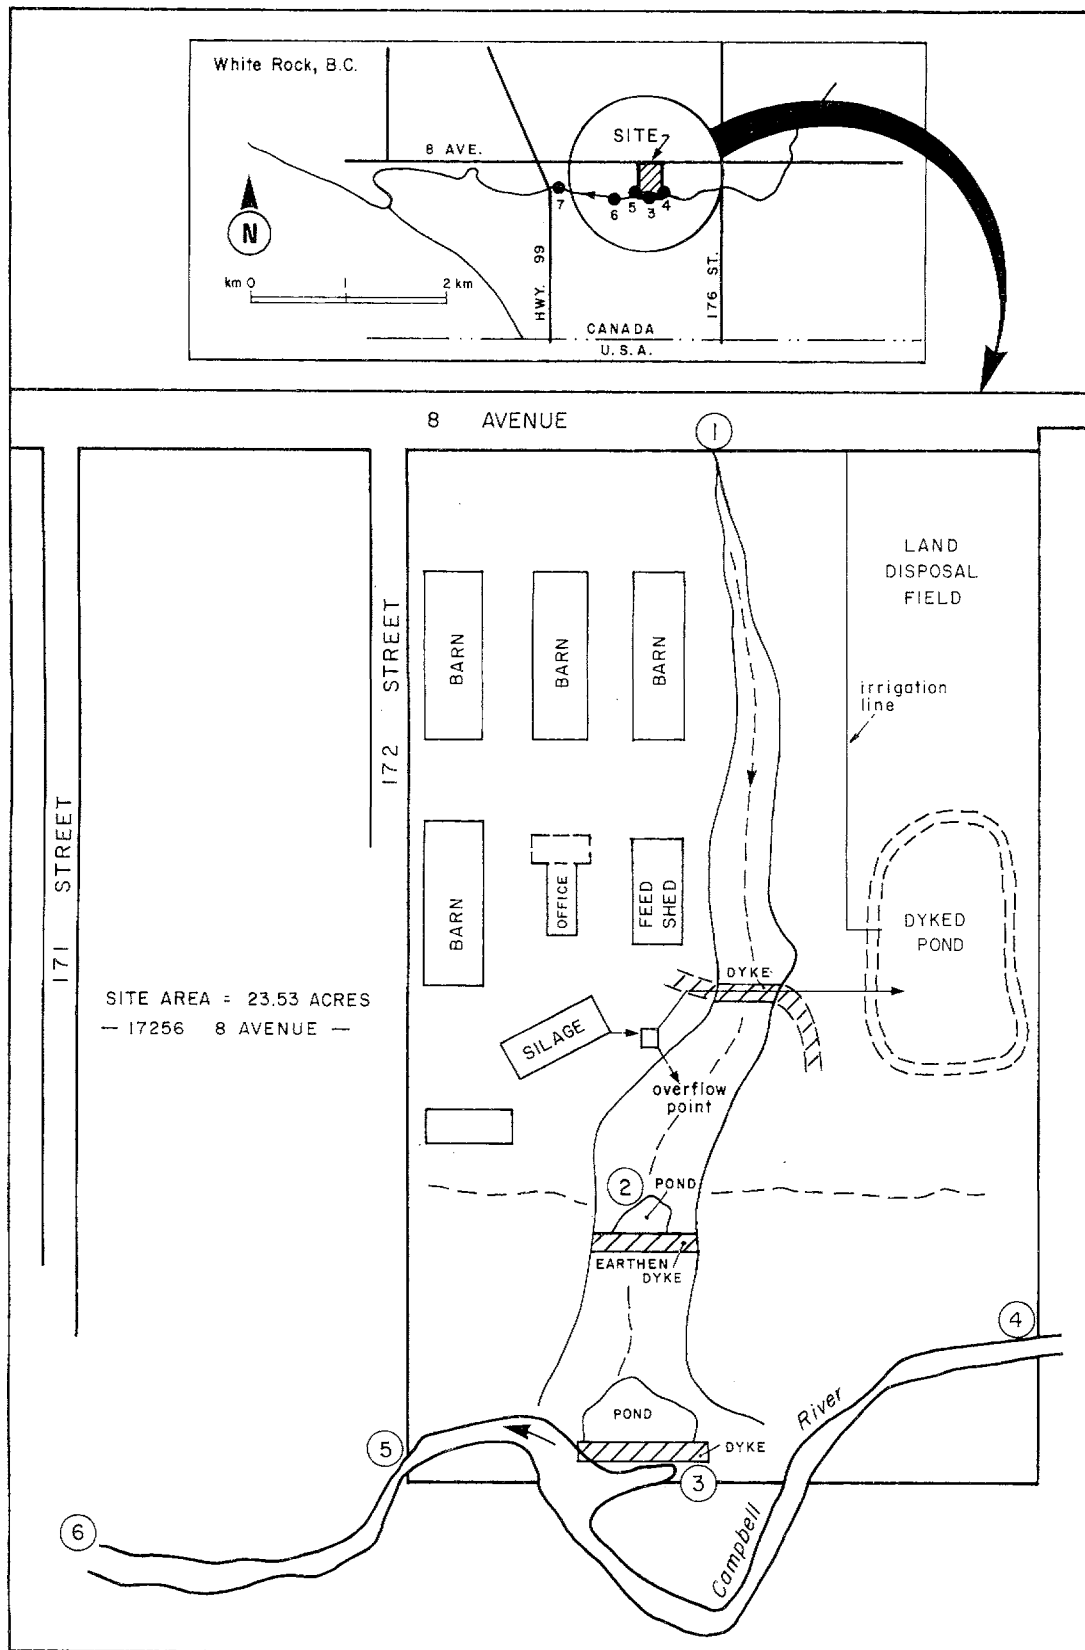 White Rock, B.C.
SITE
8 AVE.
N
7
6
5
3
4
km 0 1 2 km
HWY. 99
176 ST.
CANADA
U.S.A.
8 AVENUE
1
LAND
DISPOSAL
FIELD
172 STREET
BARN
BARN
BARN
irrigation
line
171 STREET
BARN
OFFICE
FEED
SHED
DYKED
POND
DYKE
SITE AREA = 23.53 ACRES
— 17256 8 AVENUE —
SILAGE
overflow
point
2
POND
EARTHEN
DYKE
4
River
POND
DYKE
5
3
6
Campbell